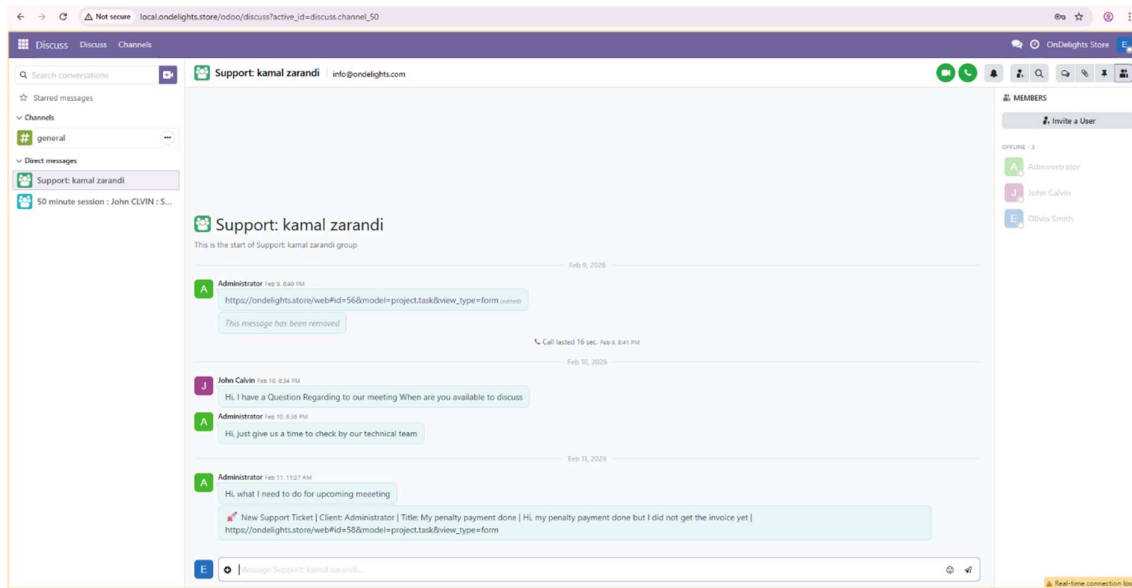 Not secure
local.ondelights.store/odoo/discuss?active_id=discuss.channel_50
Discuss
Discuss
Channels
OnDelights Store
E
Search conversations
Starred messages
Channels
general
Direct messages
Support: kamal zarandi
50 minute session : John CLVIN : S...
Support: kamal zarandi
info@ondelights.com
Support: kamal zarandi
This is the start of Support: kamal zarandi group
Feb 9, 2026
A
Administrator Feb 9, 8:40 PM
https://ondelights.store/web#id=56&model=project.task&view_type=form (edited)
This message has been removed
Call lasted 16 sec. Feb 9, 8:41 PM
Feb 10, 2026
J
John Calvin Feb 10, 8:34 PM
Hi, I have a Question Regarding to our meeting When are you available to discuss
A
Administrator Feb 10, 8:36 PM
Hi, just give us a time to check by our technical team
Feb 11, 2026
A
Administrator Feb 11, 11:27 AM
Hi, what I need to do for upcoming meeeting
🚀 New Support Ticket | Client: Administrator | Title: My penalty payment done | Hi, my penalty payment done but I did not get the invoice yet |
https://ondelights.store/web#id=58&model=project.task&view_type=form
E
Message Support: kamal zarandi...
MEMBERS
Invite a User
OFFLINE - 3
A
Administrator
J
John Calvin
E
Olivia Smith
Real-time connection los